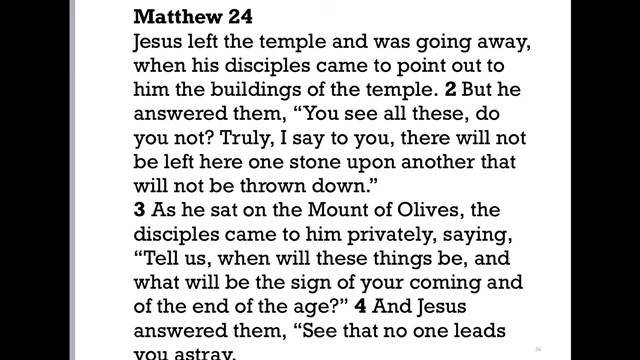 Matthew 24
Jesus left the temple and was going away,
when his disciples came to point out to
him the buildings of the temple. 2 But he
answered them, “You see all these, do
you not? Truly, I say to you, there will not
be left here one stone upon another that
will not be thrown down.”
3 As he sat on the Mount of Olives, the
disciples came to him privately, saying,
“Tell us, when will these things be, and
what will be the sign of your coming and
of the end of the age?” 4 And Jesus
answered them, “See that no one leads
you astray.